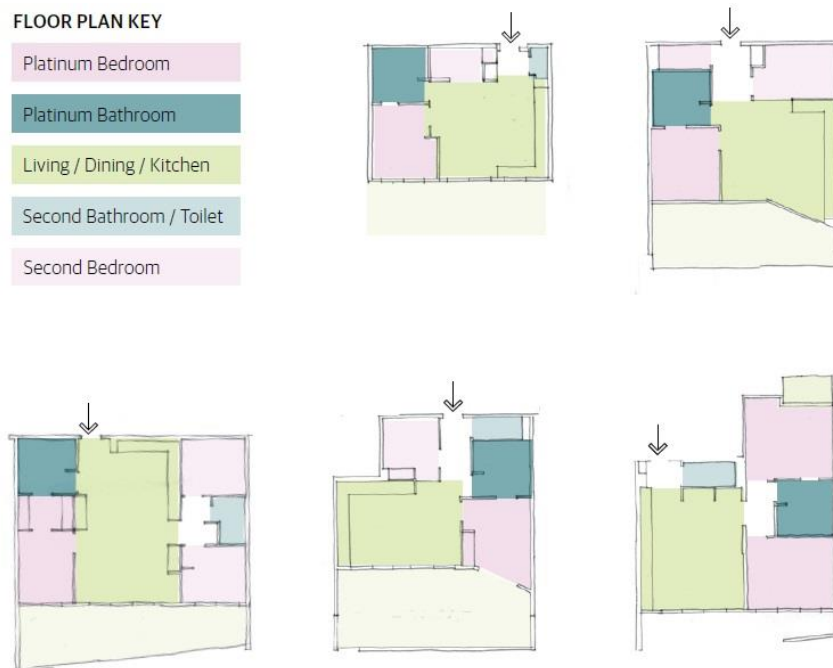 FLOOR PLAN KEY
Platinum Bedroom
Platinum Bathroom
Living / Dining / Kitchen
Second Bathroom / Toilet
Second Bedroom